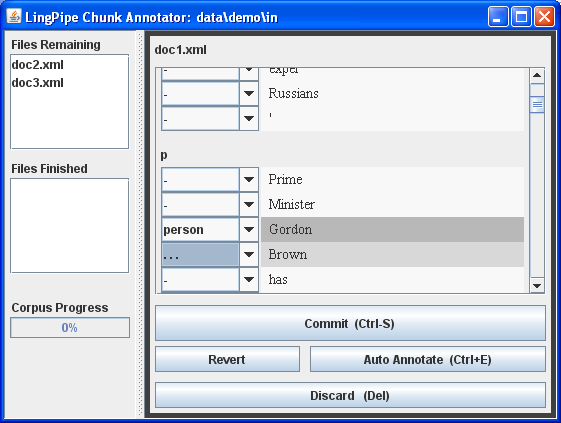 LingPipe Chunk Annotator: data\demo\in
Files Remaining
doc2.xml
doc3.xml
Files Finished
Corpus Progress
0%
doc1.xml
- exper
- Russians
- '
p
- Prime
- Minister
person Gordon
... Brown
- has
Commit (Ctrl-S)
Revert
Auto Annotate (Ctrl+E)
Discard (Del)